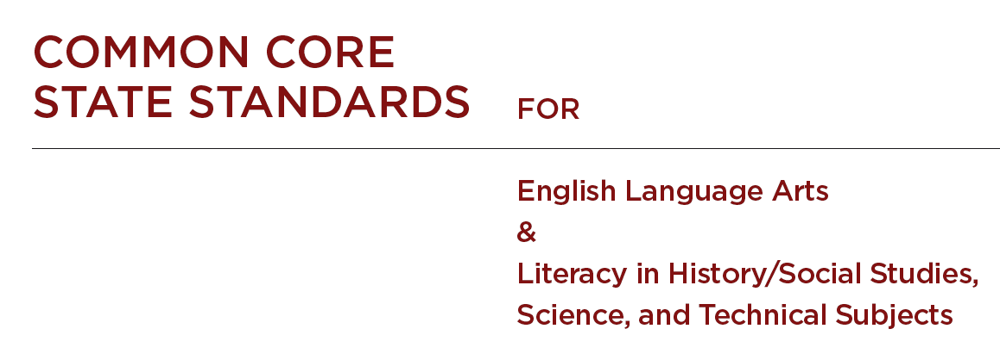 COMMON CORE
STATE STANDARDS FOR
English Language Arts
&
Literacy in History/Social Studies,
Science, and Technical Subjects